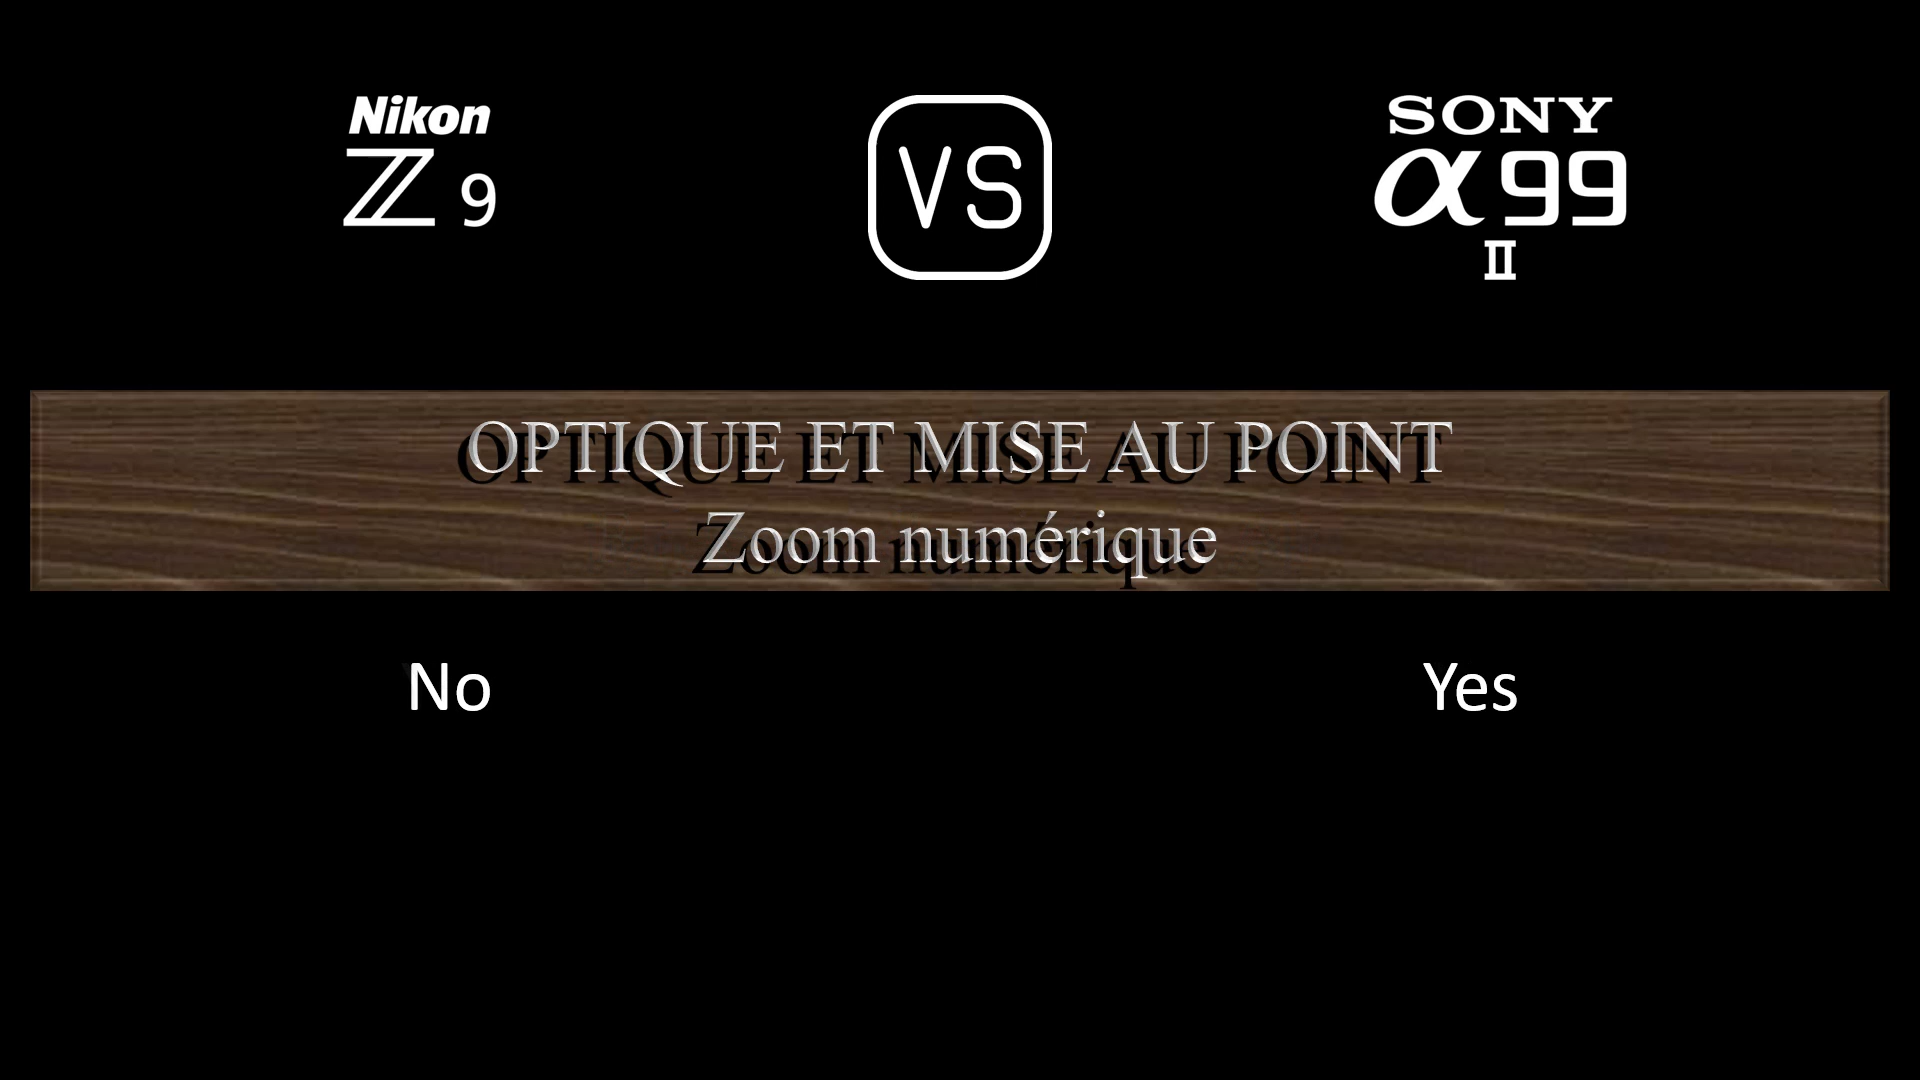 Nikon
Z 9
VS
SONY
α99
II
OPTIQUE ET MISE AU POINT
Zoom numérique
No
Yes